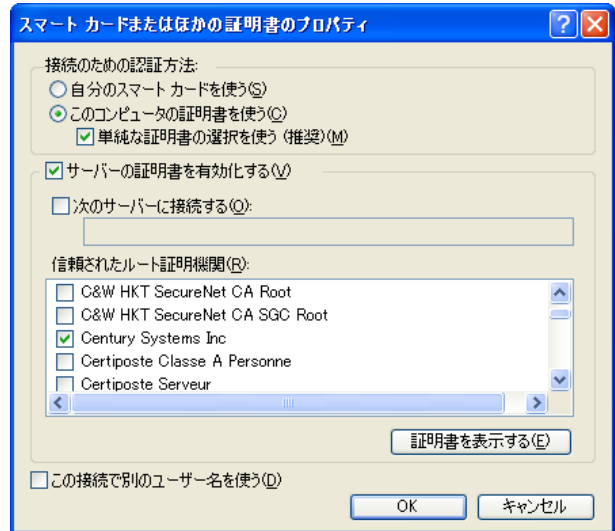 スマート カードまたはほかの証明書のプロパティ
接続のための認証方法:
自分のスマート カードを使う(S)
このコンピュータの証明書を使う(C)
単純な証明書の選択を使う (推奨)(M)
サーバーの証明書を有効化する(V)
次のサーバーに接続する(O):
信頼されたルート証明機関(R):
C&W HKT SecureNet CA Root
C&W HKT SecureNet CA SGC Root
Century Systems Inc
Certiposte Classe A Personne
Certiposte Serveur
証明書を表示する(E)
この接続で別のユーザー名を使う(D)
OK キャンセル